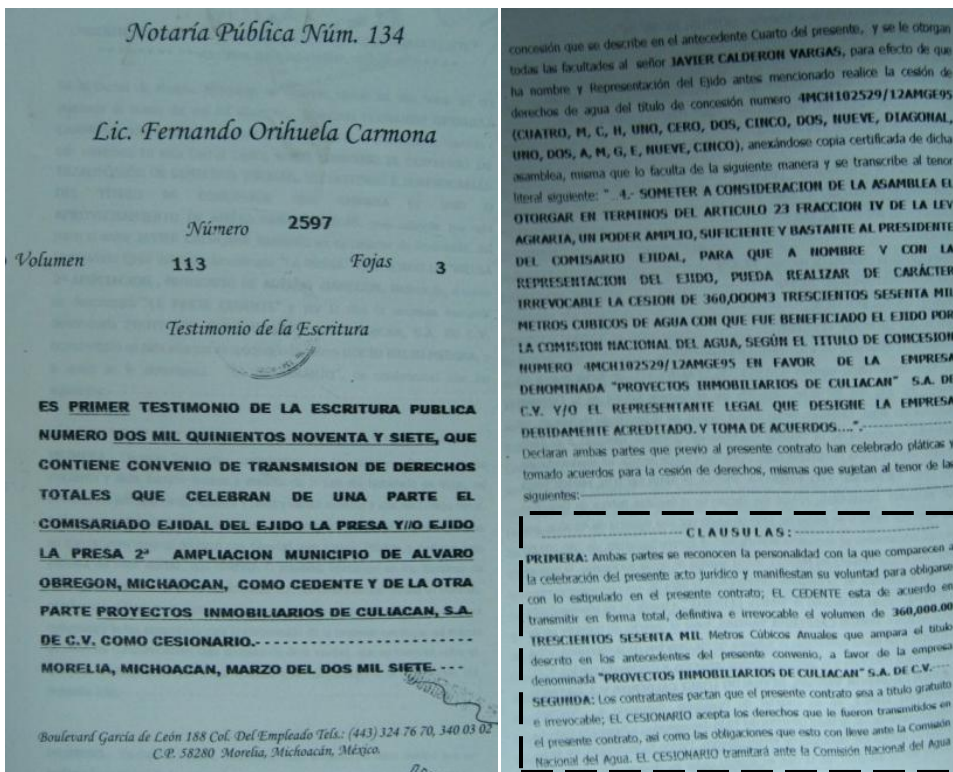 Notaría Pública Núm. 134
Lic. Fernando Orihuela Carmona
Número 2597
Volumen 113 Fojas 3
Testimonio de la Escritura
ES PRIMER TESTIMONIO DE LA ESCRITURA PUBLICA
NUMERO DOS MIL QUINIENTOS NOVENTA Y SIETE, QUE
CONTIENE CONVENIO DE TRANSMISION DE DERECHOS
TOTALES QUE CELEBRAN DE UNA PARTE EL
COMISARIADO EJIDAL DEL EJIDO LA PRESA Y//O EJIDO
LA PRESA 2ª AMPLIACION MUNICIPIO DE ALVARO
OBREGON, MICHAOCAN, COMO CEDENTE Y DE LA OTRA
PARTE PROYECTOS INMOBILIARIOS DE CULIACAN, S.A.
DE C.V. COMO CESIONARIO.-----------------------
MORELIA, MICHOACAN, MARZO DEL DOS MIL SIETE. ---
Boulevard García de León 188 Col. Del Empleado Tels.: (443) 324 76 70, 340 03 02
C.P. 58280 Morelia, Michoacán, México.
concesión que se describe en el antecedente Cuarto del presente, y se le otorgan
todas las facultades al señor JAVIER CALDERON VARGAS, para efecto de que
ha nombre y Representación del Ejido antes mencionado realice la cesión de
derechos de agua del titulo de concesión numero 4MCH102529/12AMGE95
(CUATRO, M, C, H, UNO, CERO, DOS, CINCO, DOS, NUEVE, DIAGONAL,
UNO, DOS, A, M, G, E, NUEVE, CINCO), anexándose copia certificada de dicha
asamblea, misma que lo faculta de la siguiente manera y se transcribe al tenor
literal siguiente: "..4.- SOMETER A CONSIDERACION DE LA ASAMBLEA EL
OTORGAR EN TERMINOS DEL ARTICULO 23 FRACCION IV DE LA LEY
AGRARIA, UN PODER AMPLIO, SUFICIENTE Y BASTANTE AL PRESIDENTE
DEL COMISARIO EJIDAL, PARA QUE A NOMBRE Y CON LA
REPRESENTACION DEL EJIDO, PUEDA REALIZAR DE CARÁCTER
IRREVOCABLE LA CESION DE 360,000M3 TRESCIENTOS SESENTA MIL
METROS CUBICOS DE AGUA CON QUE FUE BENEFICIADO EL EJIDO POR
LA COMISION NACIONAL DEL AGUA, SEGÚN EL TITULO DE CONCESION
NUMERO 4MCH102529/12AMGE95 EN FAVOR DE LA EMPRESA
DENOMINADA "PROYECTOS INMOBILIARIOS DE CULIACAN" S.A. DE
C.V. Y/O EL REPRESENTANTE LEGAL QUE DESIGNE LA EMPRESA
DEBIDAMENTE ACREDITADO. Y TOMA DE ACUERDOS....".-------------
Declaran ambas partes que previo al presente contrato han celebrado pláticas y
tomado acuerdos para la cesión de derechos, mismas que sujetan al tenor de las
siguientes:---
---CLAUSULAS:---
PRIMERA: Ambas partes se reconocen la personalidad con la que comparecen a
la celebración del presente acto jurídico y manifiestan su voluntad para obligarse
con lo estipulado en el presente contrato; EL CEDENTE esta de acuerdo en
transmitir en forma total, definitiva e irrevocable el volumen de 360,000.00
TRESCIENTOS SESENTA MIL Metros Cúbicos Anuales que ampara el titulo
descrito en los antecedentes del presente convenio, a favor de la empresa
denominada "PROYECTOS INMOBILIARIOS DE CULIACAN" S.A. DE C.V.----
SEGUNDA: Los contratantes pactan que el presente contrato sea a titulo gratuito
e irrevocable; EL CESIONARIO acepta los derechos que le fueron transmitidos en
el presente contrato, así como las obligaciones que esto con lleve ante la Comisión
Nacional del Agua. EL CESIONARIO tramitará ante la Comisión Nacional del Agua